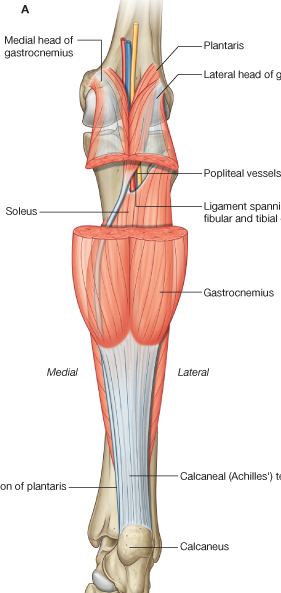 A
Medial head of
gastrocnemius
Plantaris
Lateral head of g
Popliteal vessels
Soleus
Ligament spanni
fibular and tibial
Gastrocnemius
Medial
Lateral
Calcaneal (Achilles') te
on of plantaris
Calcaneus